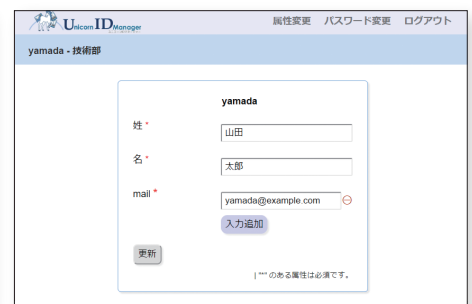 Unicorn ID Manager
属性変更 パスワード変更 ログアウト
yamada - 技術部
yamada
姓 *
山田
名 *
太郎
mail *
yamada@example.com
入力追加
更新
| "*" のある属性は必須です。